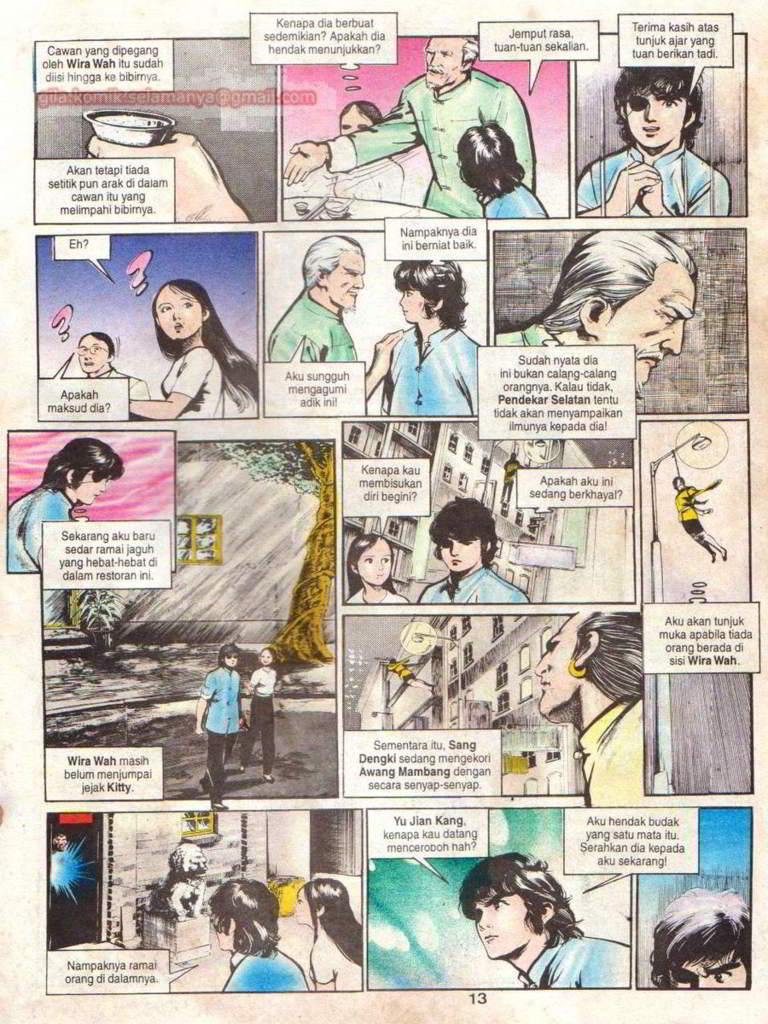 Cawan yang dipegang
oleh Wira Wah itu sudah
diisi hingga ke bibirnya.
gila.komik.selamanya@gmail.com
Akan tetapi tiada
setitik pun arak di dalam
cawan itu yang
melimpahi bibirnya.
Kenapa dia berbuat
sedemikian? Apakah dia
hendak menunjukkan?
Jemput rasa,
tuan-tuan sekalian.
Terima kasih atas
tunjuk ajar yang
tuan berikan tadi.
Eh?
Apakah
maksud dia?
Nampaknya dia
ini berniat baik.
Aku sungguh
mengagumi
adik ini!
Sudah nyata dia
ini bukan calang-calang
orangnya. Kalau tidak,
Pendekar Selatan tentu
tidak akan menyampaikan
ilmunya kepada dia!
Sekarang aku baru
sedar ramai jaguh
yang hebat-hebat di
dalam restoran ini.
Wira Wah masih
belum menjumpai
jejak Kitty.
Kenapa kau
membisukan
diri begini?
Apakah aku ini
sedang berkhayal?
Aku akan tunjuk
muka apabila tiada
orang berada di
sisi Wira Wah.
Sementara itu, Sang
Dengki sedang mengekori
Awang Mambang dengan
secara senyap-senyap.
Nampaknya ramai
orang di dalamnya.
Yu Jian Kang,
kenapa kau datang
menceroboh hah?
Aku hendak budak
yang satu mata itu.
Serahkan dia kepada
aku sekarang!
13